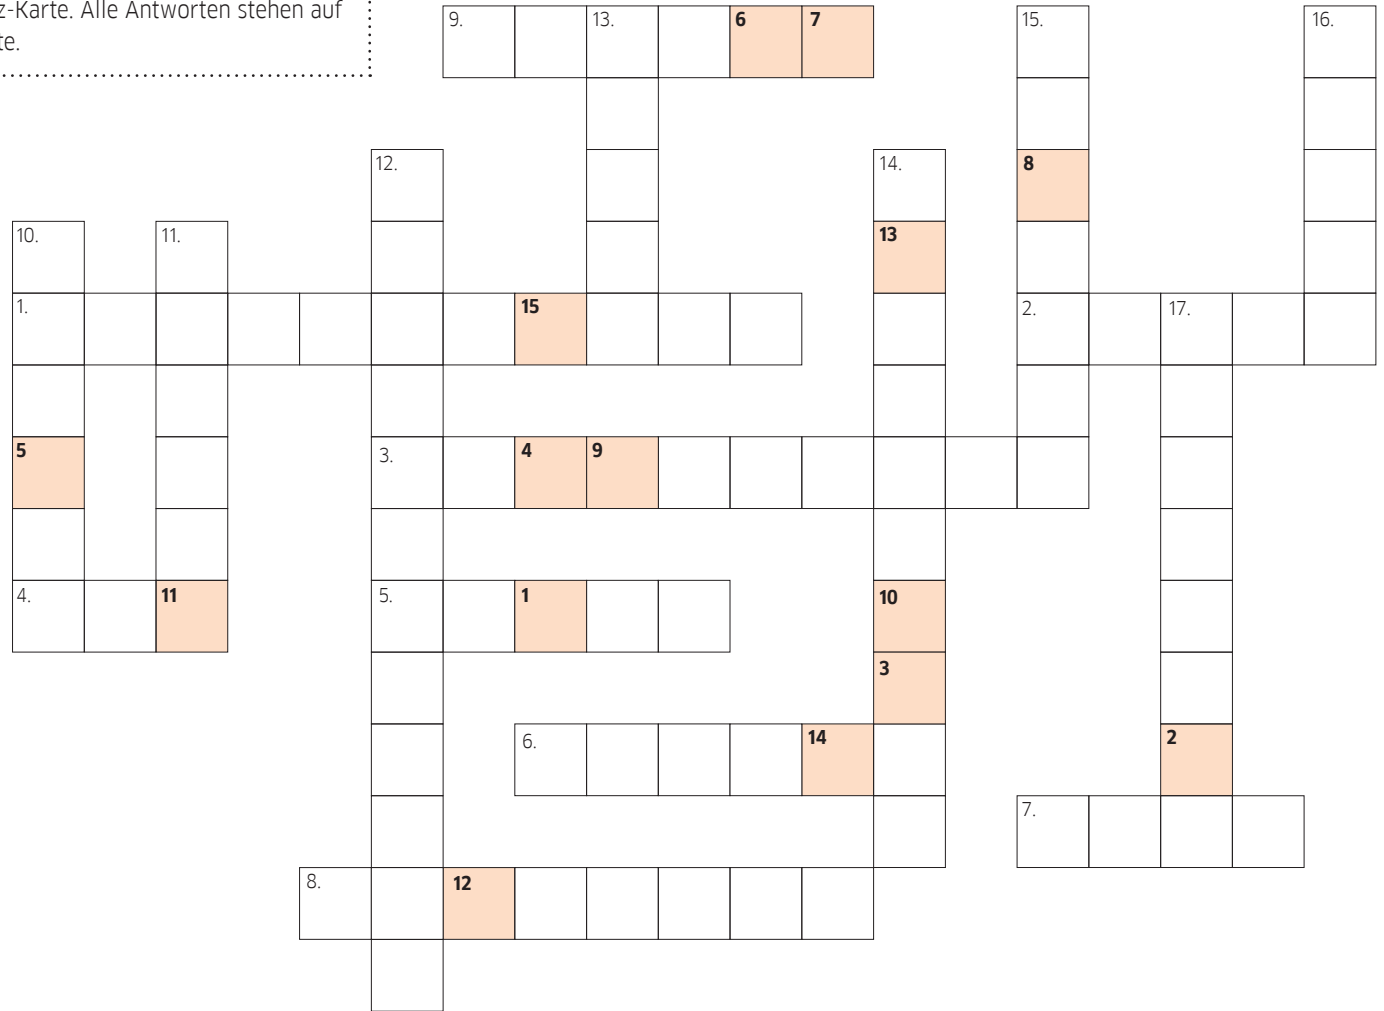 z-Karte. Alle Antworten stehen auf
te.
9. 13. 6 7 15. 16.
12. 14. 8
10. 11. 13
1. 15 2. 17.
5 3. 4 9
4. 11 5. 1 10
3
6. 14 2
7.
8. 12